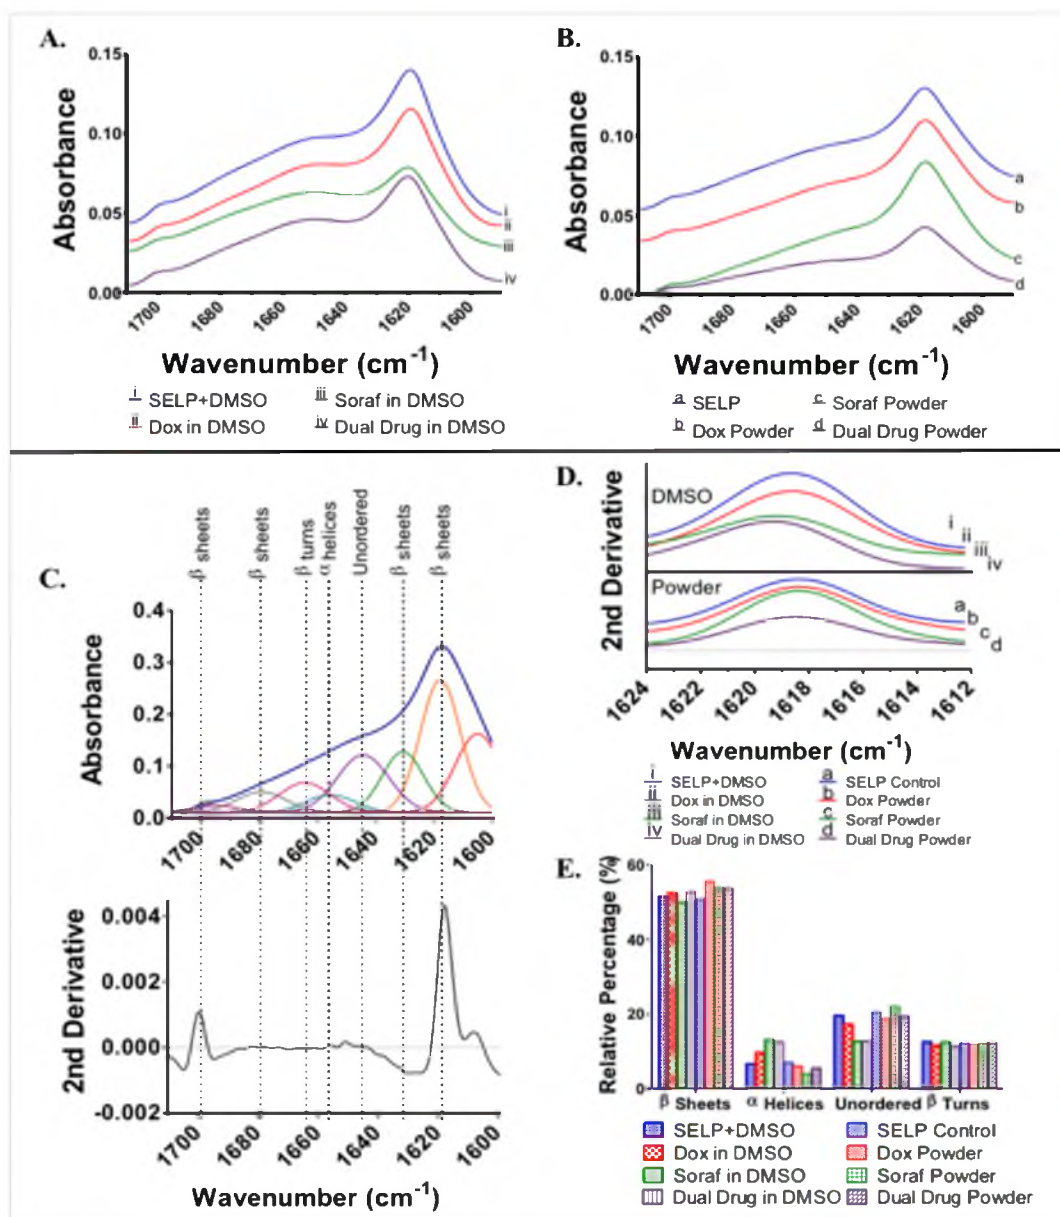 A.
0.15
0.10
0.05
0.00
Absorbance
i
ii
iii
iv
1700
1680
1660
1640
1620
1600
Wavenumber (cm-1)
i SELP+DMSO
iii Soraf in DMSO
ii Dox in DMSO
iv Dual Drug in DMSO
B.
0.15
0.10
0.05
0.00
Absorbance
a
b
c
d
1700
1680
1660
1640
1620
1600
Wavenumber (cm-1)
a SELP
c Soraf Powder
b Dox Powder
d Dual Drug Powder
C.
β sheets
β sheets
β turns
α helices
Unordered
β sheets
β sheets
0.4
0.3
0.2
0.1
0.0
Absorbance
1700
1680
1660
1640
1620
1600
0.004
0.002
0.000
-0.002
2nd Derivative
1700
1680
1660
1640
1620
1600
Wavenumber (cm-1)
D.
2nd Derivative
DMSO
i
ii
iii
iv
Powder
a
b
c
d
1624
1622
1620
1618
1616
1614
1612
Wavenumber (cm-1)
i SELP+DMSO
a SELP Control
ii Dox in DMSO
b Dox Powder
iii Soraf in DMSO
c Soraf Powder
iv Dual Drug in DMSO
d Dual Drug Powder
E.
Relative Percentage (%)
60
40
20
0
β Sheets
α Helices
Unordered
β Turns
SELP+DMSO
SELP Control
Dox in DMSO
Dox Powder
Soraf in DMSO
Soraf Powder
Dual Drug in DMSO
Dual Drug Powder